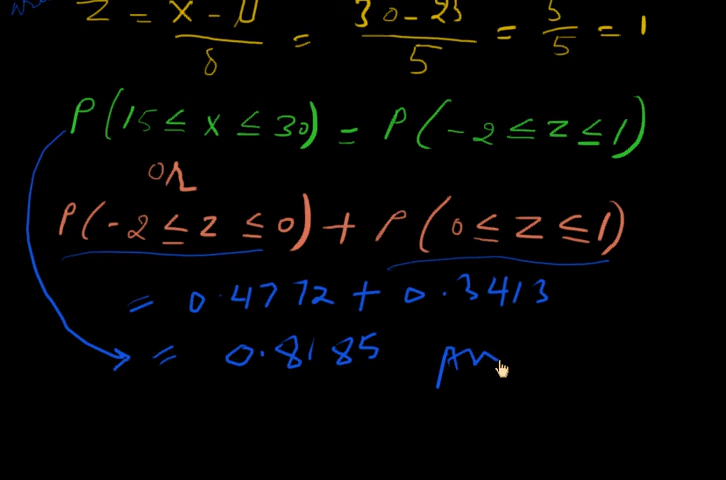 Z = X - μ / 8 = 30 - 25 / 5 = 5 / 5 = 1
P(15 ≤ x ≤ 30) = P(-2 ≤ z ≤ 1)
OR
P(-2 ≤ z ≤ 0) + P(0 ≤ Z ≤ 1)
= 0.4772 + 0.3413
= 0.8185 An